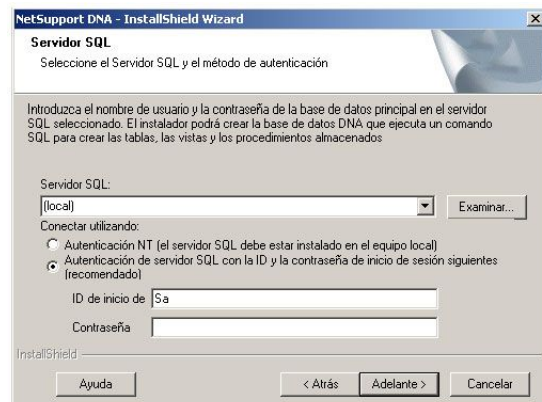 NetSupport DNA - InstallShield Wizard
Servidor SQL
Seleccione el Servidor SQL y el método de autenticación
Introduzca el nombre de usuario y la contraseña de la base de datos principal en el servidor
SQL seleccionado. El instalador podrá crear la base de datos DNA que ejecuta un comando
SQL para crear las tablas, las vistas y los procedimientos almacenados
Servidor SQL:
(local)
Examinar...
Conectar utilizando:
Autenticación NT (el servidor SQL debe estar instalado en el equipo local)
Autenticación de servidor SQL con la ID y la contraseña de inicio de sesión siguientes
(recomendado)
ID de inicio de
Sa
Contraseña
InstallShield
Ayuda
< Atrás
Adelante >
Cancelar